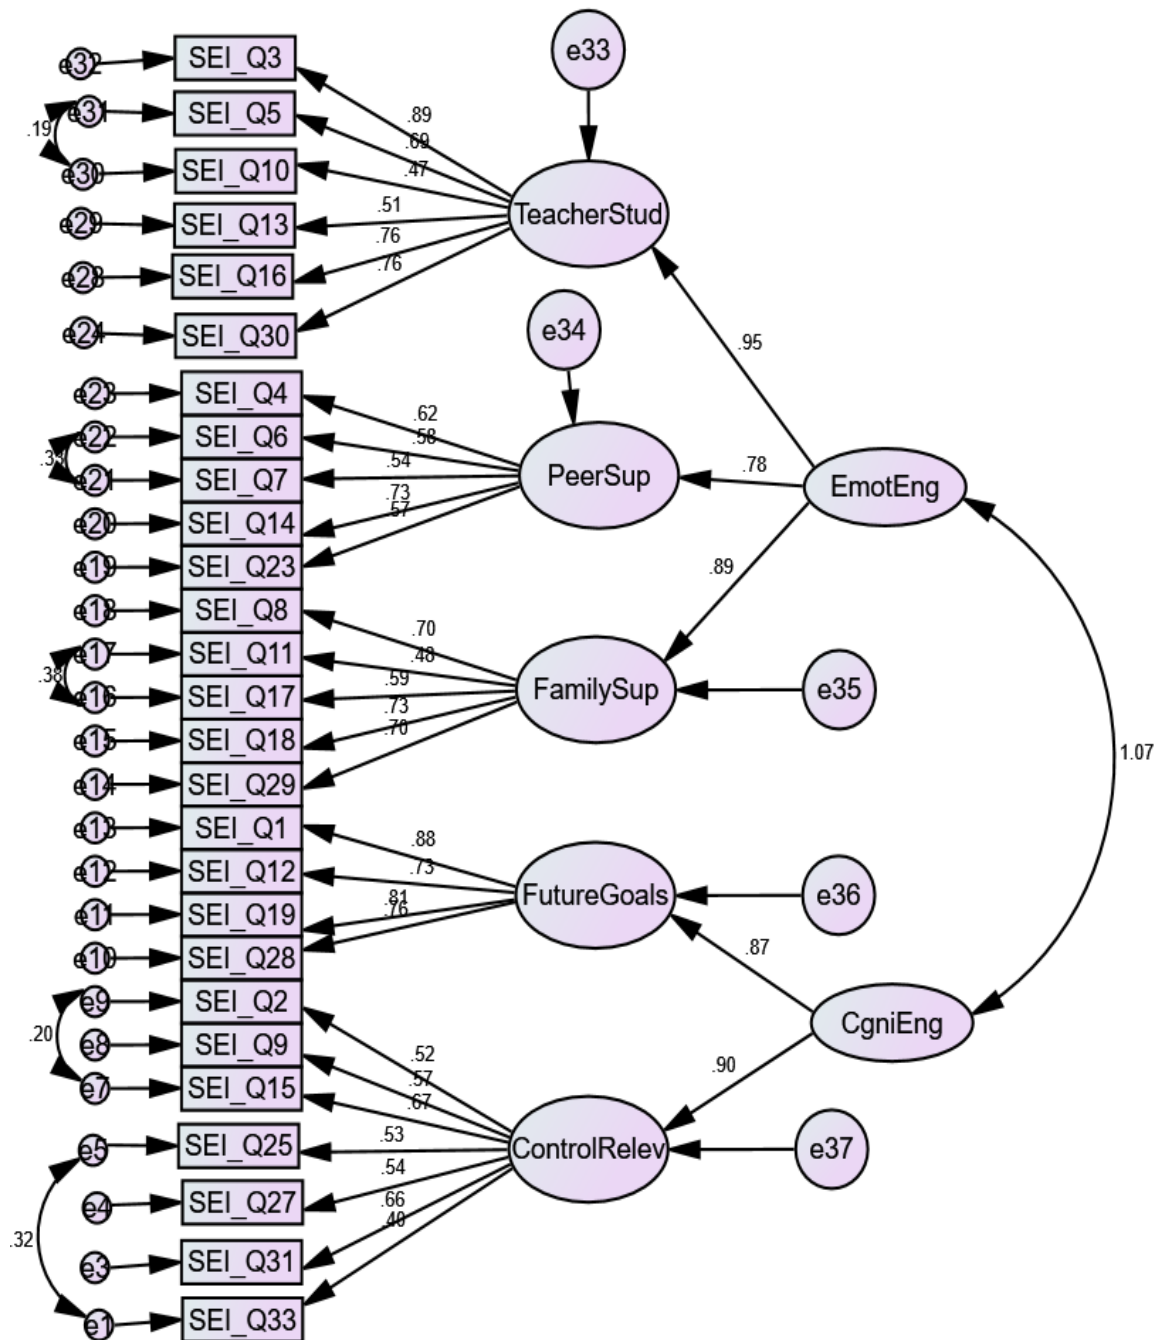 e32 SEI_Q3 e33
e31 SEI_Q5 .89
.19 .69
e30 SEI_Q10 .47
e29 SEI_Q13 .51 TeacherStud
e28 SEI_Q16 .76
.76
e24 SEI_Q30 e34 .95
e23 SEI_Q4 .62
e22 SEI_Q6 .58
e21 SEI_Q7 .54 PeerSup .78 EmotEng
e20 SEI_Q14 .73
.57
e19 SEI_Q23 .89
e18 SEI_Q8 .70
e17 SEI_Q11 .48
.38 .59
e16 SEI_Q17 FamilySup e35
.73
e15 SEI_Q18 .70
e14 SEI_Q29 1.07
e13 SEI_Q1 .88
e12 SEI_Q12 .73
e11 SEI_Q19 .81 FutureGoals e36
.76
e10 SEI_Q28 .87
e9 SEI_Q2
.20 CgniEng
e8 SEI_Q9 .52 .90
.57
e7 SEI_Q15 .67
e5 SEI_Q25 .53 ControlRelev e37
.54
e4 SEI_Q27 .66
.32 .40
e3 SEI_Q31
e1 SEI_Q33